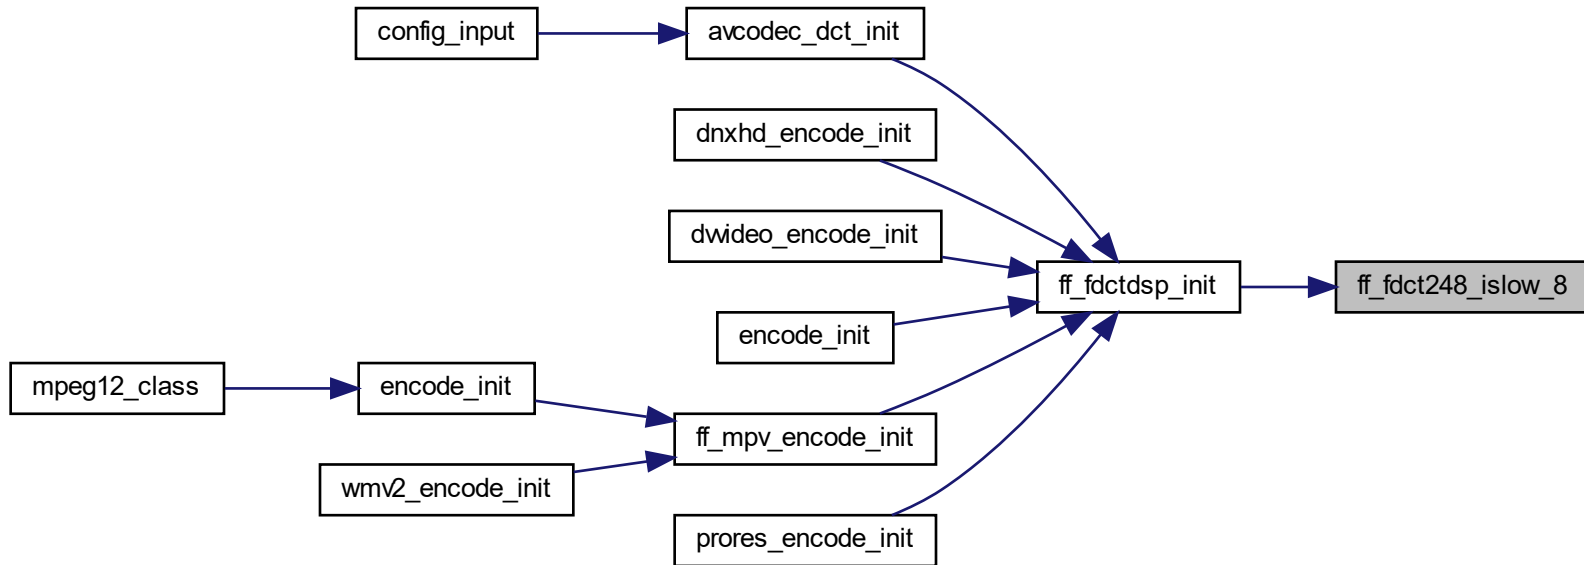 config_input
avcodec_dct_init
dnxhd_encode_init
dvvideo_encode_init
ff_fdctdsp_init
ff_fdct248_islow_8
encode_init
mpeg12_class
encode_init
ff_mpv_encode_init
wmv2_encode_init
prores_encode_init